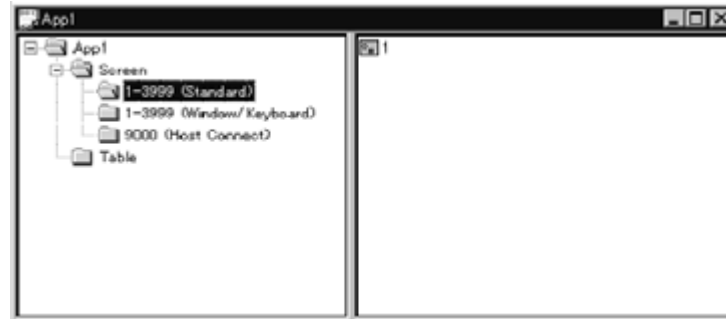 App1
App1
Screen
1-3999 (Standard)
1-3999 (Window/Keyboard)
9000 (Host Connect)
Table
1